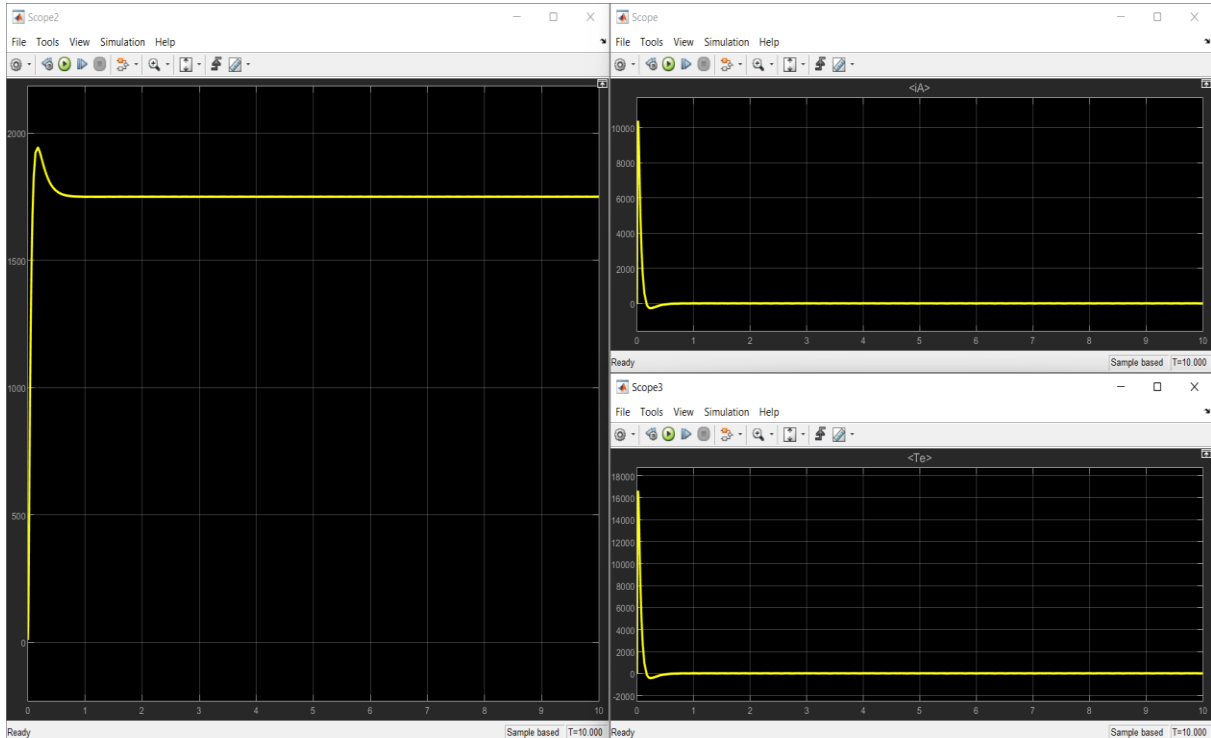 Scope2
File Tools View Simulation Help
2000
1500
1000
500
0
0 1 2 3 4 5 6 7 8 9 10
Ready Sample based T=10.000
Scope
File Tools View Simulation Help
<iA>
10000
8000
6000
4000
2000
0
0 1 2 3 4 5 6 7 8 9 10
Ready Sample based T=10.000
Scope3
File Tools View Simulation Help
<Te>
18000
16000
14000
12000
10000
8000
6000
4000
2000
0
-2000
0 1 2 3 4 5 6 7 8 9 10
Ready Sample based T=10.000